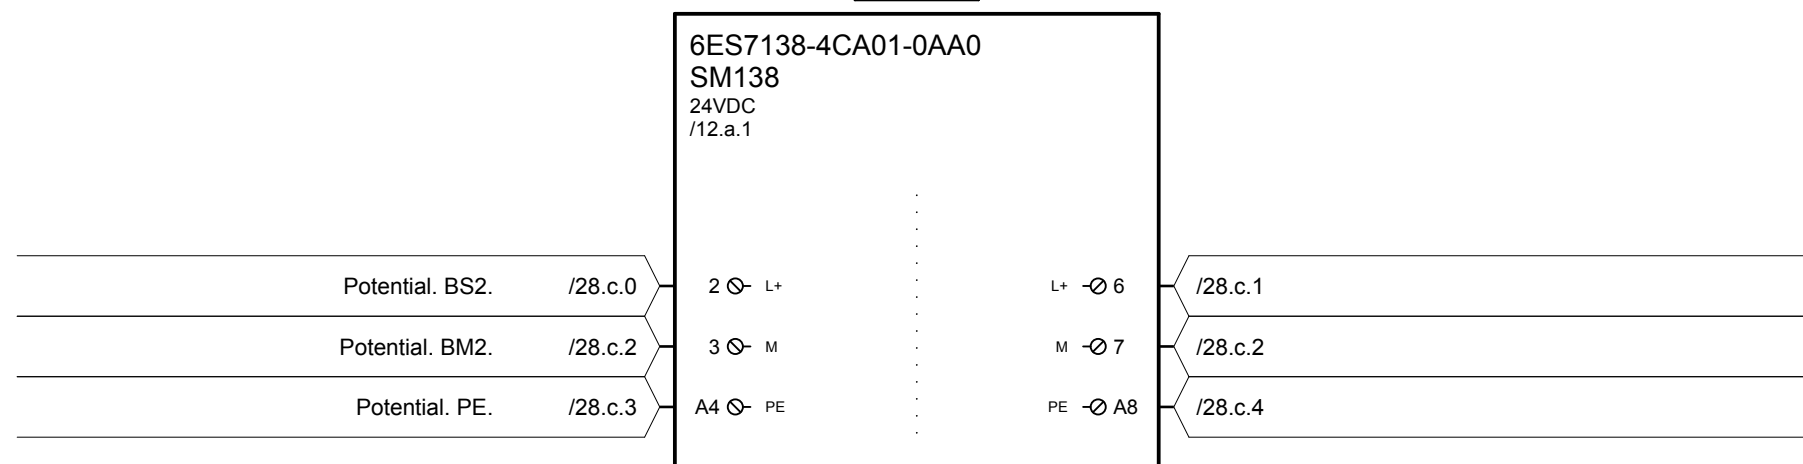 6ES7138-4CA01-0AA0
SM138
24VDC
/12.a.1
Potential. BS2. /28.c.0 2 L+ L+ 6 /28.c.1
Potential. BM2. /28.c.2 3 M M 7 /28.c.2
Potential. PE. /28.c.3 A4 PE PE A8 /28.c.4